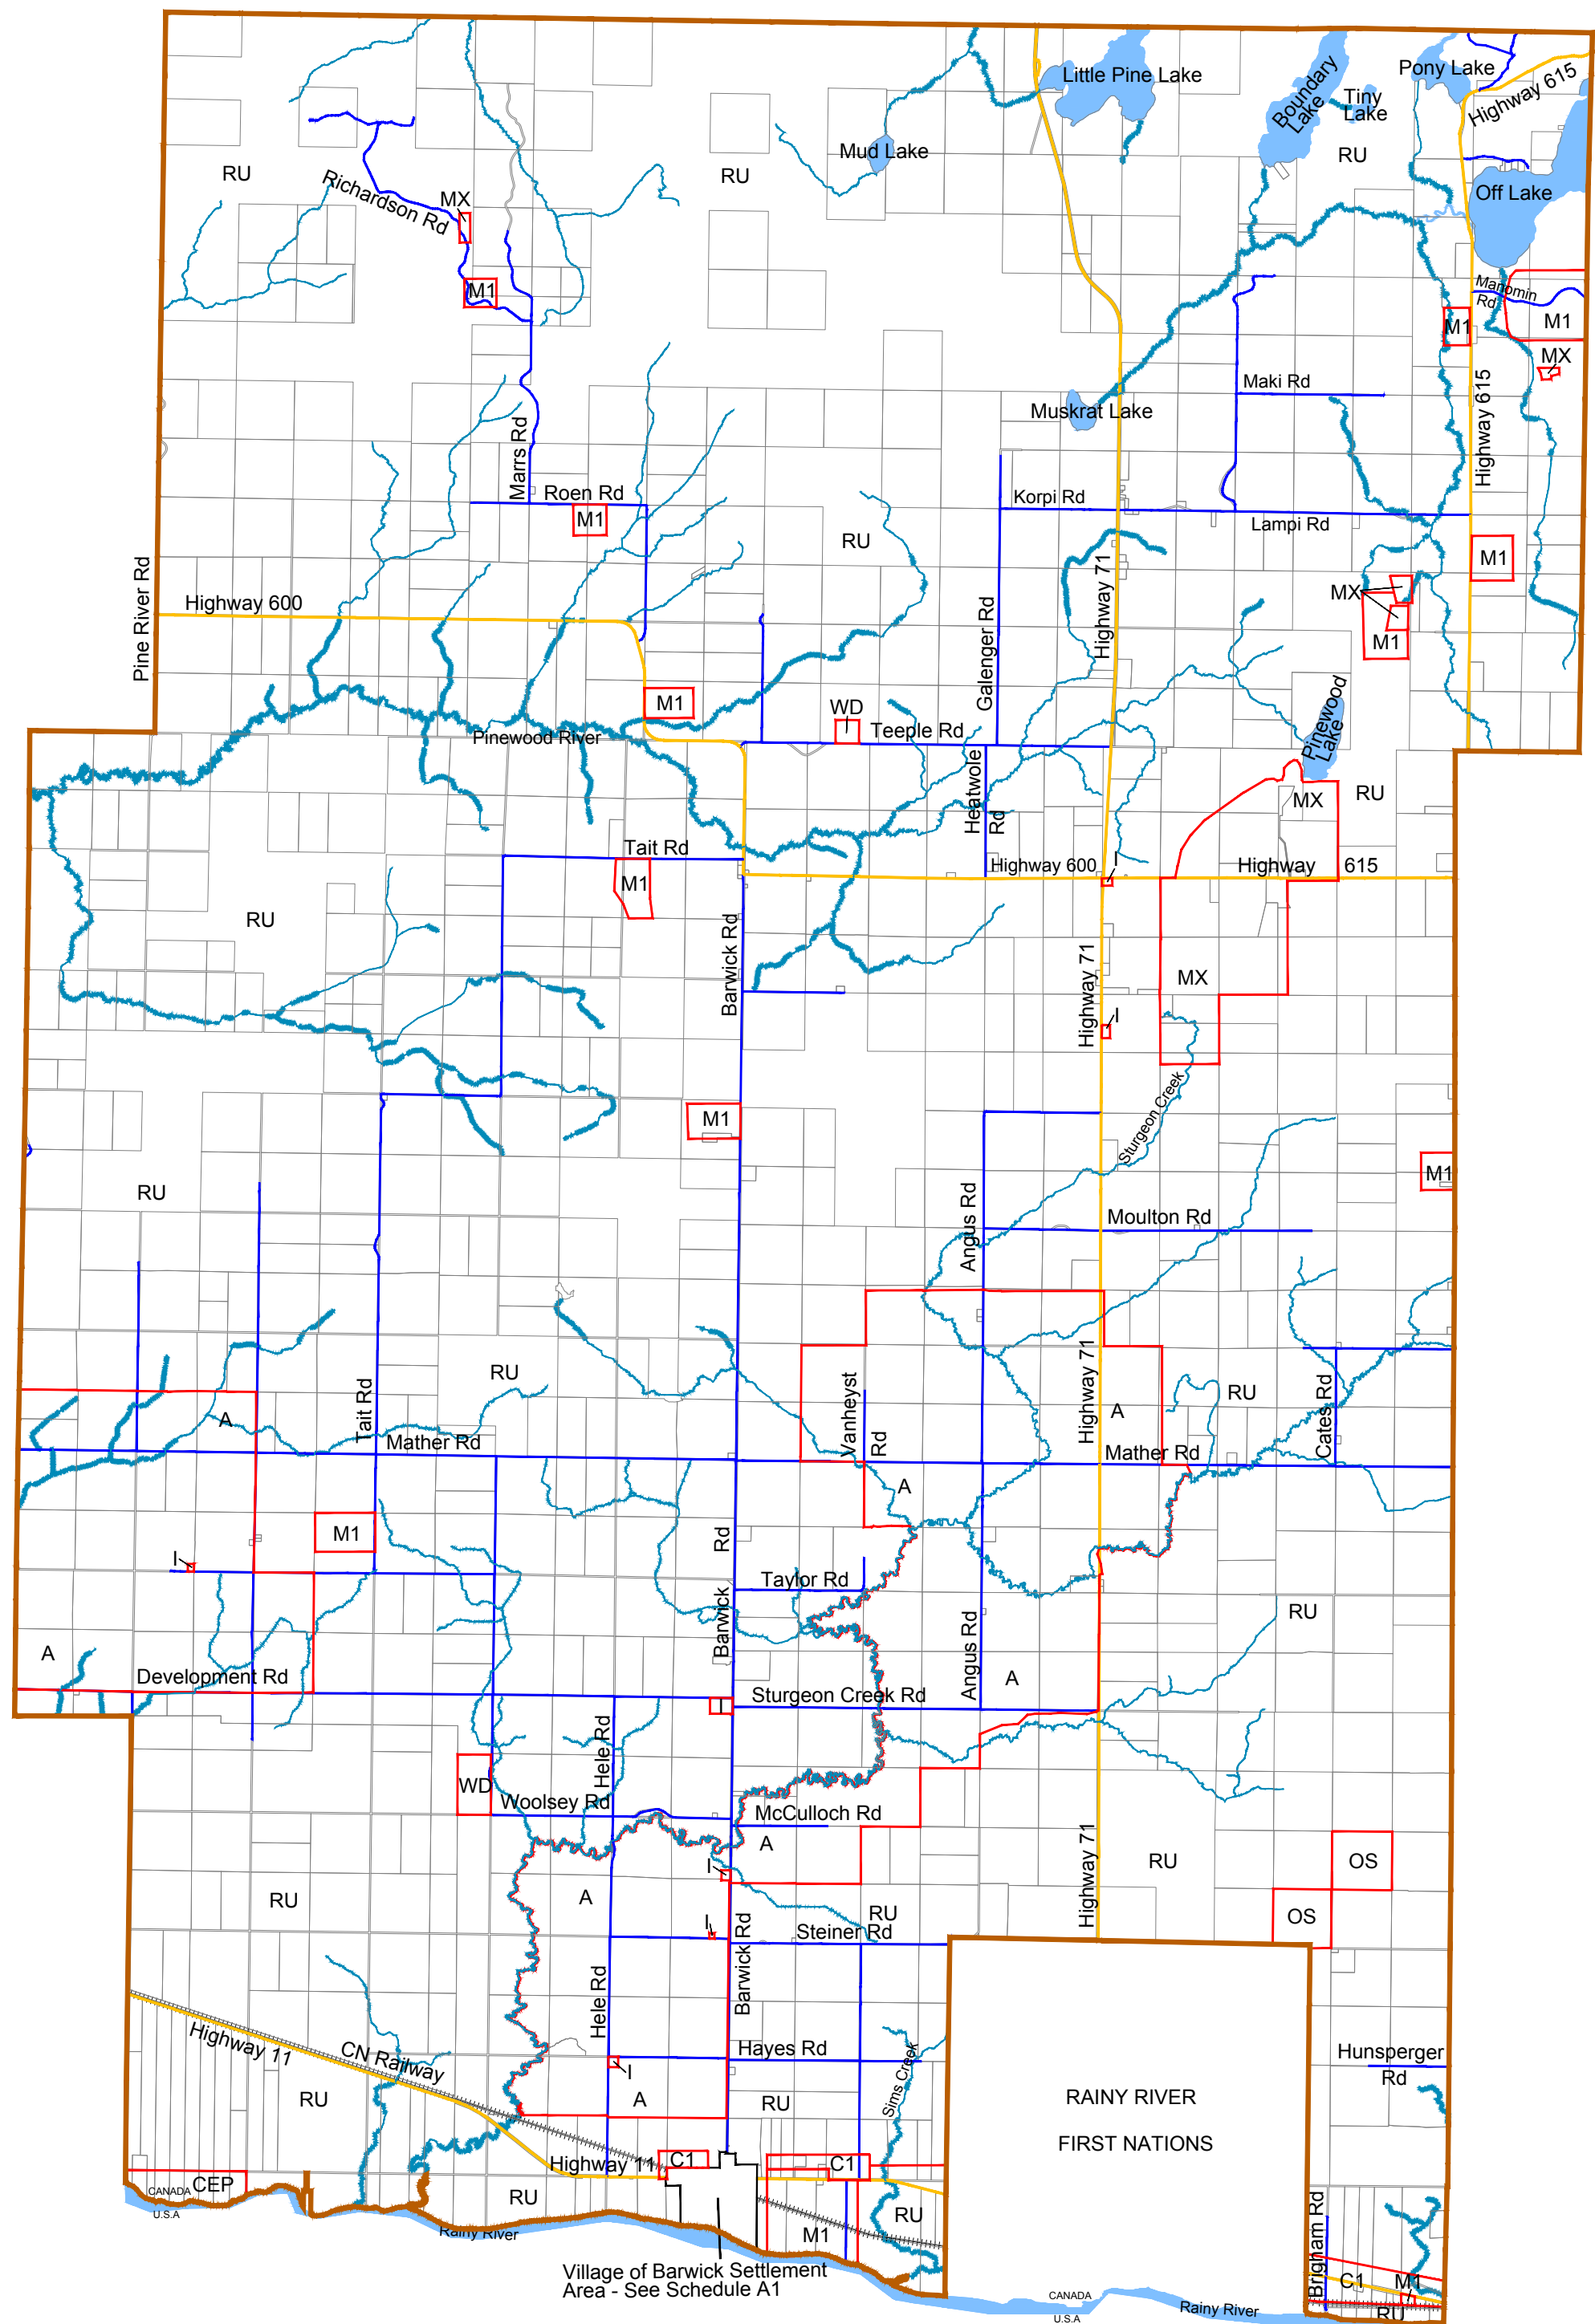 Little Pine Lake
Boundary
Lake
Tiny
Lake
Pony Lake
Highway 615
Mud Lake
RU
RU
RU
Off Lake
Richardson Rd
MX
M1
Manomin
Rd
M1
M1
MX
Maki Rd
Muskrat Lake
Highway 615
Marrs Rd
Roen Rd
M1
Korpi Rd
Lampi Rd
RU
M1
Pine River Rd
Highway 600
Galenger Rd
Highway 71
MX
M1
M1
WD
Teeple Rd
Pinewood River
Pinewood
Lake
Heatwole
Rd
MX
RU
Tait Rd
M1
Highway 600
I
Highway
615
RU
Barwick Rd
Highway 71
MX
I
M1
Sturgeon Creek
M1
RU
Angus Rd
Moulton Rd
RU
Tait Rd
A
Mather Rd
Vanheyst
Rd
Highway 71
A
RU
Cates Rd
Mather Rd
A
M1
I
Rd
Barwick
Taylor Rd
RU
A
Development Rd
Angus Rd
A
I
Sturgeon Creek Rd
Hele Rd
WD
Woolsey Rd
McCulloch Rd
A
Highway 71
RU
OS
OS
I
A
RU
I
RU
Steiner Rd
Barwick Rd
Hele Rd
Highway 11
CN Railway
Hayes Rd
I
A
RU
RU
Sims Creek
RAINY RIVER
FIRST NATIONS
Hunsperger
Rd
CEP
CANADA
U.S.A
Highway 11
C1
C1
RU
RU
M1
Rainy River
Village of Barwick Settlement
Area - See Schedule A1
Brigham Rd
C1
M1
RU
CANADA
U.S.A
Rainy River